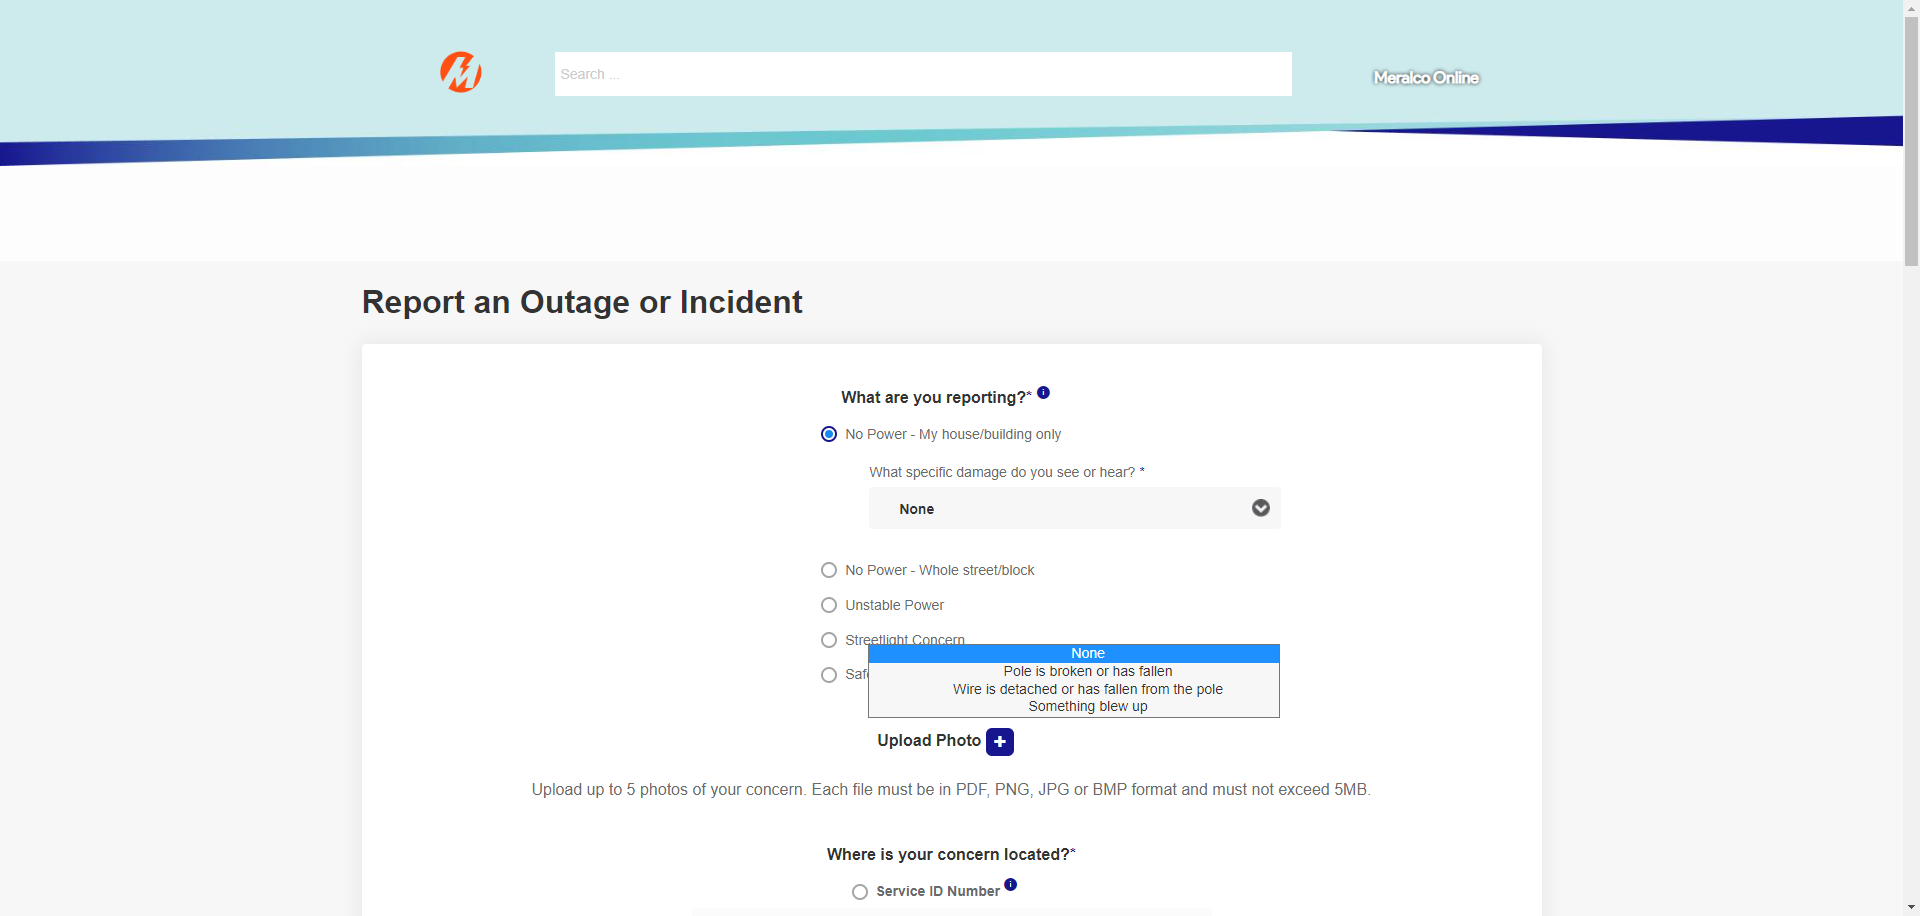 Search ...
Meralco Online
Report an Outage or Incident
What are you reporting?*
No Power - My house/building only
What specific damage do you see or hear? *
None
No Power - Whole street/block
Unstable Power
Streetlight Concern
None
Pole is broken or has fallen
Wire is detached or has fallen from the pole
Something blew up
Upload Photo
Upload up to 5 photos of your concern. Each file must be in PDF, PNG, JPG or BMP format and must not exceed 5MB.
Where is your concern located?*
Service ID Number